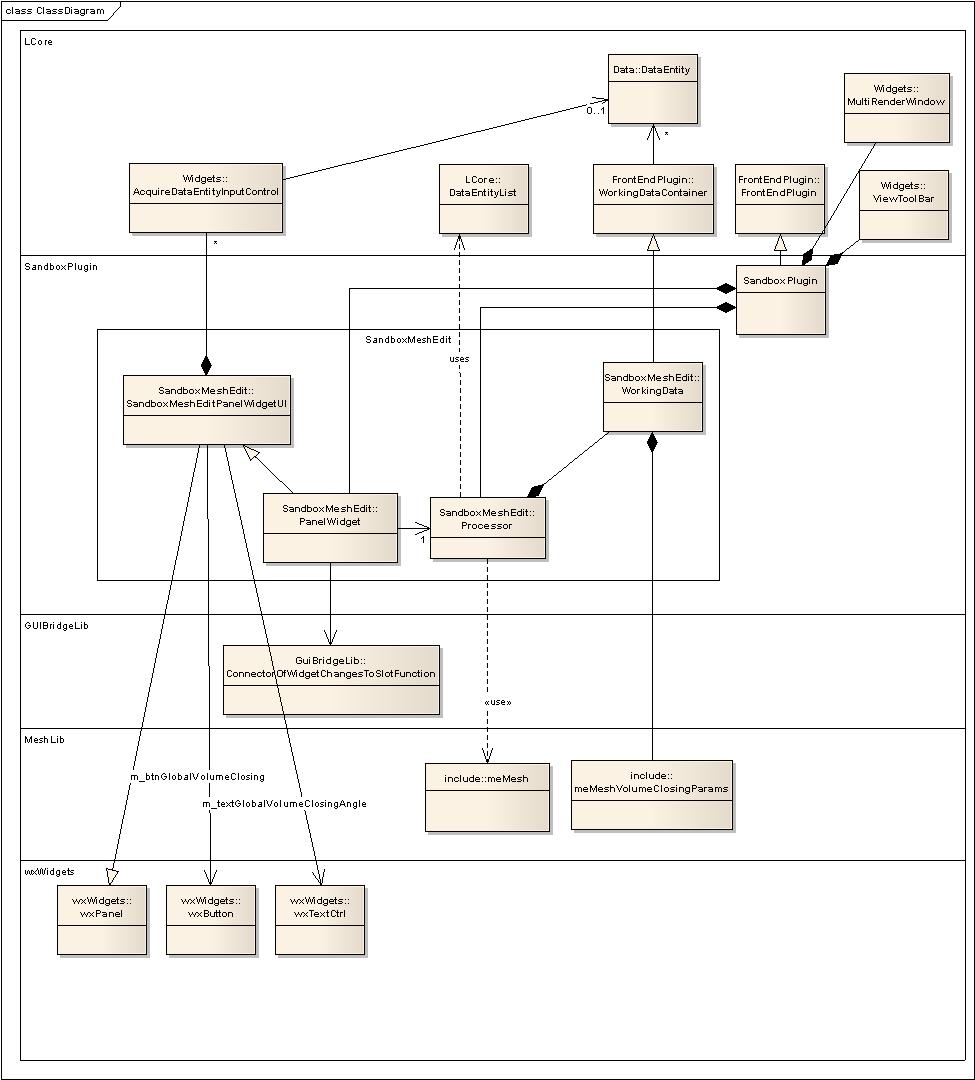 class ClassDiagram
LCore
Data::DataEntity
0..1
*
Widgets::
MultiRenderWindow
Widgets::
AcquireDataEntityInputControl
*
LCore::
DataEntityList
FrontEndPlugin::
WorkingDataContainer
FrontEndPlugin::
FrontEndPlugin
Widgets::
ViewToolBar
SandboxPlugin
SandboxPlugin
SandboxMeshEdit
uses
SandboxMeshEdit::
SandboxMeshEditPanelWidgetUI
SandboxMeshEdit::
WorkingData
SandboxMeshEdit::
PanelWidget
1
SandboxMeshEdit::
Processor
GUIBridgeLib
GuiBridgeLib::
ConnectorOfWidgetChangesToSlotFunction
«use»
MeshLib
m_btnGlobalVolumeClosing
m_textGlobalVolumeClosingAngle
include::meMesh
include::
meMeshVolumeClosingParams
wxWidgets
wxWidgets::
wxPanel
wxWidgets::
wxButton
wxWidgets::
wxTextCtrl